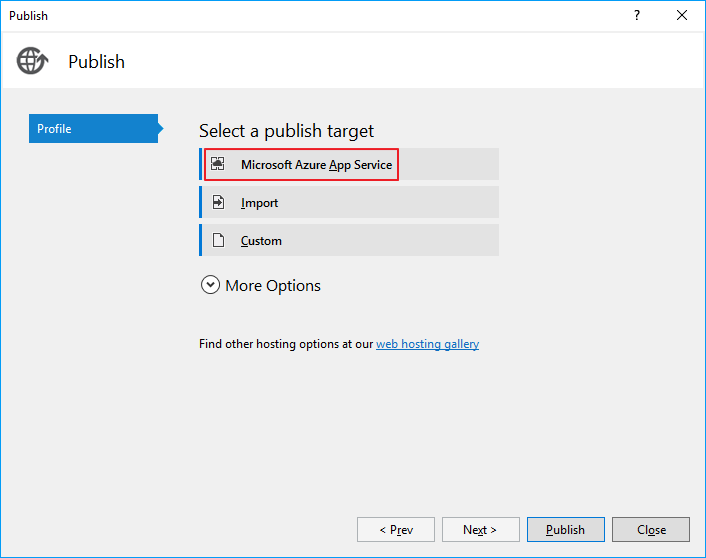 Publish
?
Publish
Profile
Select a publish target
Microsoft Azure App Service
Import
Custom
More Options
Find other hosting options at our web hosting gallery
< Prev
Next >
Publish
Close